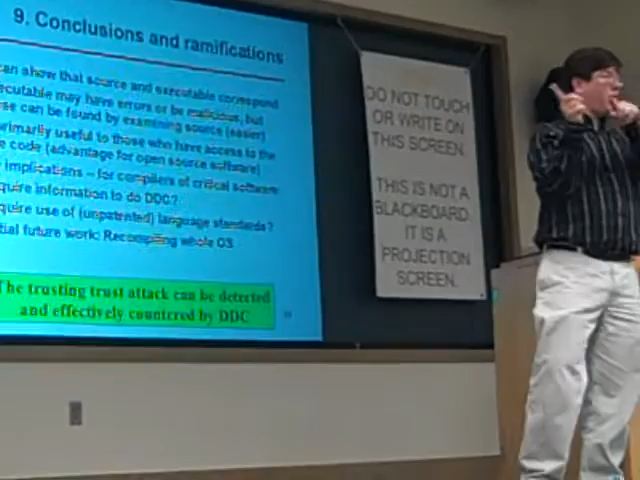 9. Conclusions and ramifications
can show that source and executable correspond
ecutable may have errors or be malicious, but
se can be found by examining source (easier)
rimarily useful to those who have access to the
e code (advantage for open source software)
implications – for compilers of critical software
quire information to do DDC?
quire use of (unpatented) language standards?
tial future work: Recompiling whole OS
The trusting trust attack can be detected
and effectively countered by DDC
DO NOT TOUCH
OR WRITE ON
THIS SCREEN.
THIS IS NOT A
BLACKBOARD.
IT IS A
PROJECTION
SCREEN.